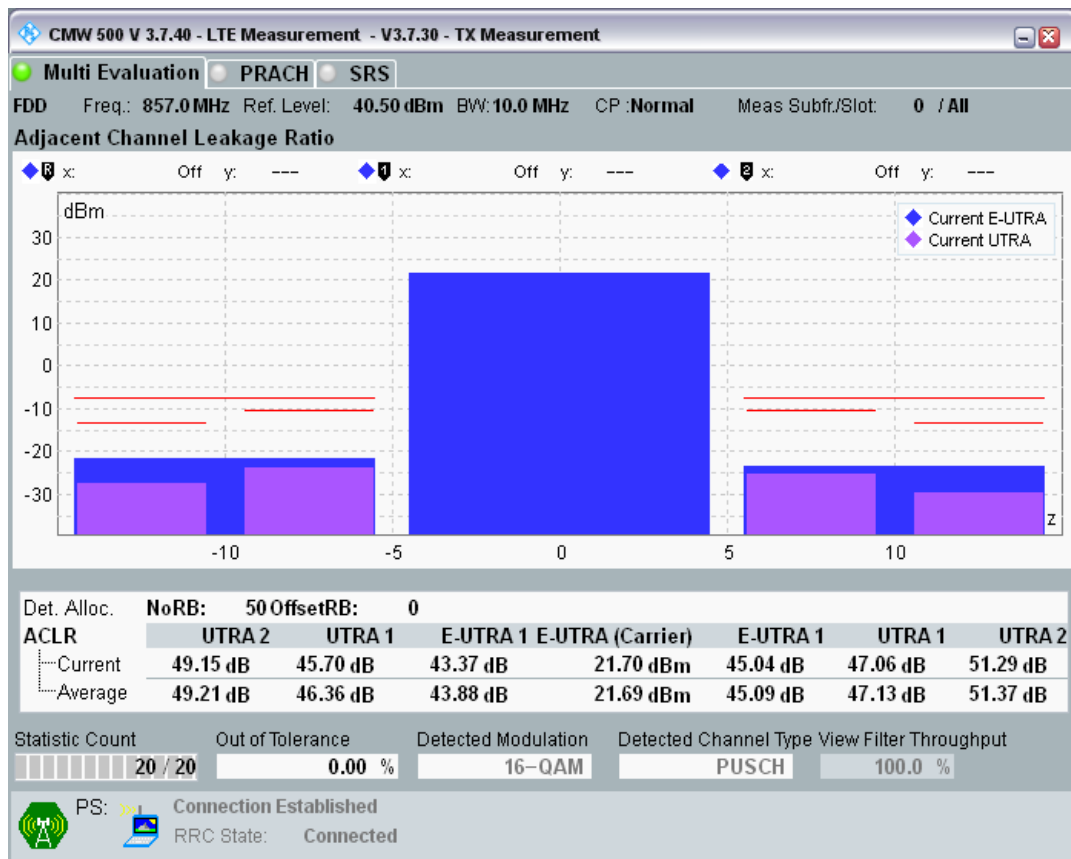 CMW 500 V 3.7.40 - LTE Measurement - V3.7.30 - TX Measurement
Multi Evaluation PRACH SRS
FDD Freq.: 857.0 MHz Ref. Level: 40.50 dBm BW: 10.0 MHz CP :Normal Meas Subfr./Slot: 0 / All
Adjacent Channel Leakage Ratio
R x: Off y: --- 1 x: Off y: --- 2 x: Off y: ---
dBm
Current E-UTRA
Current UTRA
30
20
10
0
-10
-20
-30
z
-10 -5 0 5 10
Det. Alloc. NoRB: 50 OffsetRB: 0
ACLR UTRA 2 UTRA 1 E-UTRA 1 E-UTRA (Carrier) E-UTRA 1 UTRA 1 UTRA 2
Current 49.15 dB 45.70 dB 43.37 dB 21.70 dBm 45.04 dB 47.06 dB 51.29 dB
Average 49.21 dB 46.36 dB 43.88 dB 21.69 dBm 45.09 dB 47.13 dB 51.37 dB
Statistic Count Out of Tolerance Detected Modulation Detected Channel Type View Filter Throughput
20 / 20 0.00 % 16-QAM PUSCH 100.0 %
PS: Connection Established
RRC State: Connected